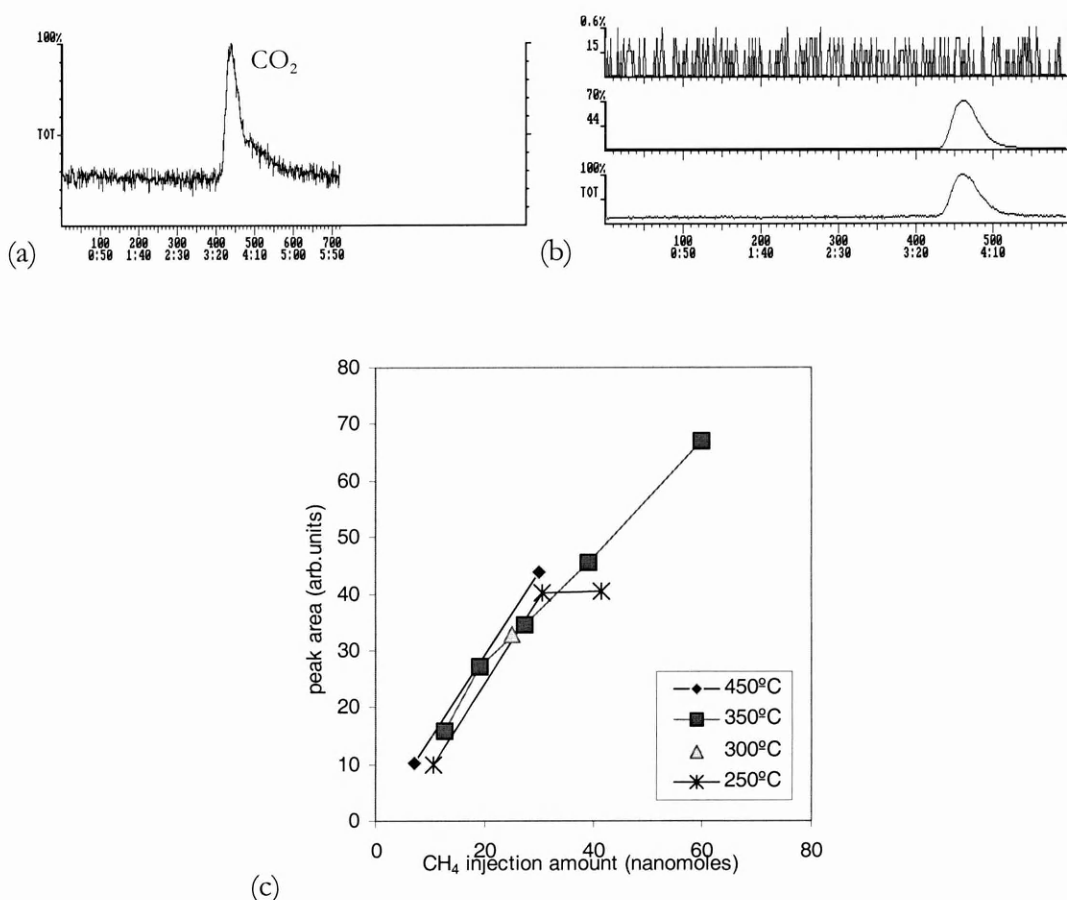 100%
CO₂
TOT
100 200 300 400 500 600 700
0:50 1:40 2:30 3:20 4:10 5:00 5:50
(a)
0.6%
15
70%
44
100%
TOT
100 200 300 400 500
0:50 1:40 2:30 3:20 4:10
(b)
80
70
60
50
40
30
20
10
0
peak area (arb.units)
450ºC
350ºC
300ºC
250ºC
0 20 40 60 80
CH₄ injection amount (nanomoles)
(c)